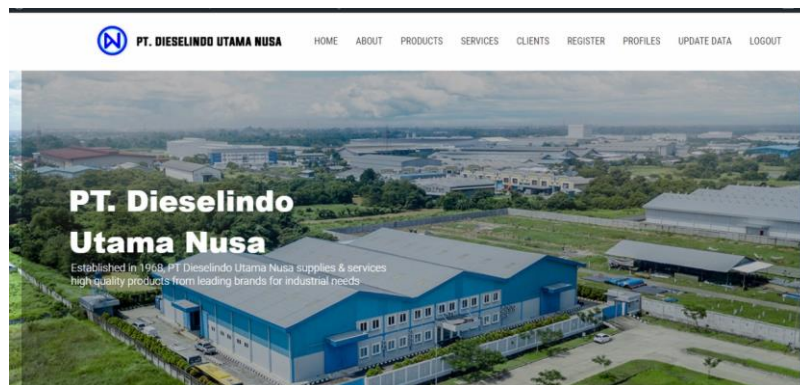 PT. DIESELINDO UTAMA NUSA HOME ABOUT PRODUCTS SERVICES CLIENTS REGISTER PROFILES UPDATE DATA LOGOUT
PT. Dieselindo
Utama Nusa
Established in 1968, PT Dieselindo Utama Nusa supplies & services
high quality products from leading brands for industrial needs